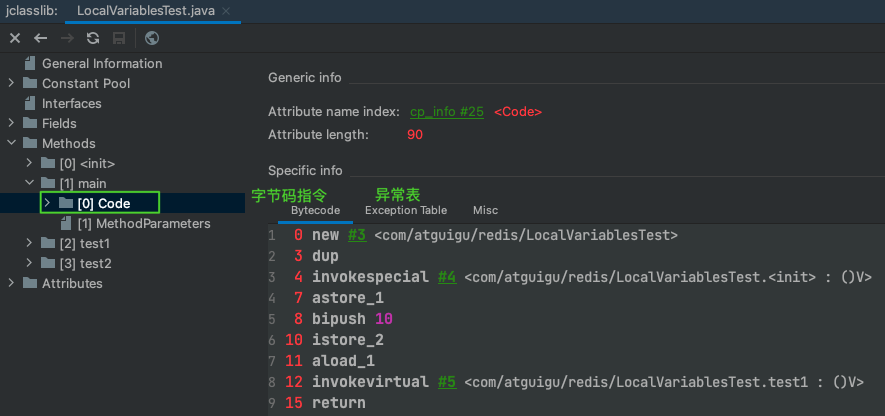 jclasslib: LocalVariablesTest.java
General Information
Constant Pool
Interfaces
Fields
Methods
[0] <init>
[1] main
[0] Code
[1] MethodParameters
[2] test1
[3] test2
Attributes
Generic info
Attribute name index: cp_info #25 <Code>
Attribute length: 90
Specific info
字节码指令 异常表
Bytecode Exception Table Misc
1 0 new #3 <com/atguigu/redis/LocalVariablesTest>
2 3 dup
3 4 invokespecial #4 <com/atguigu/redis/LocalVariablesTest.<init> : ()V>
4 7 astore_1
5 8 bipush 10
6 10 istore_2
7 11 aload_1
8 12 invokevirtual #5 <com/atguigu/redis/LocalVariablesTest.test1 : ()V>
9 15 return